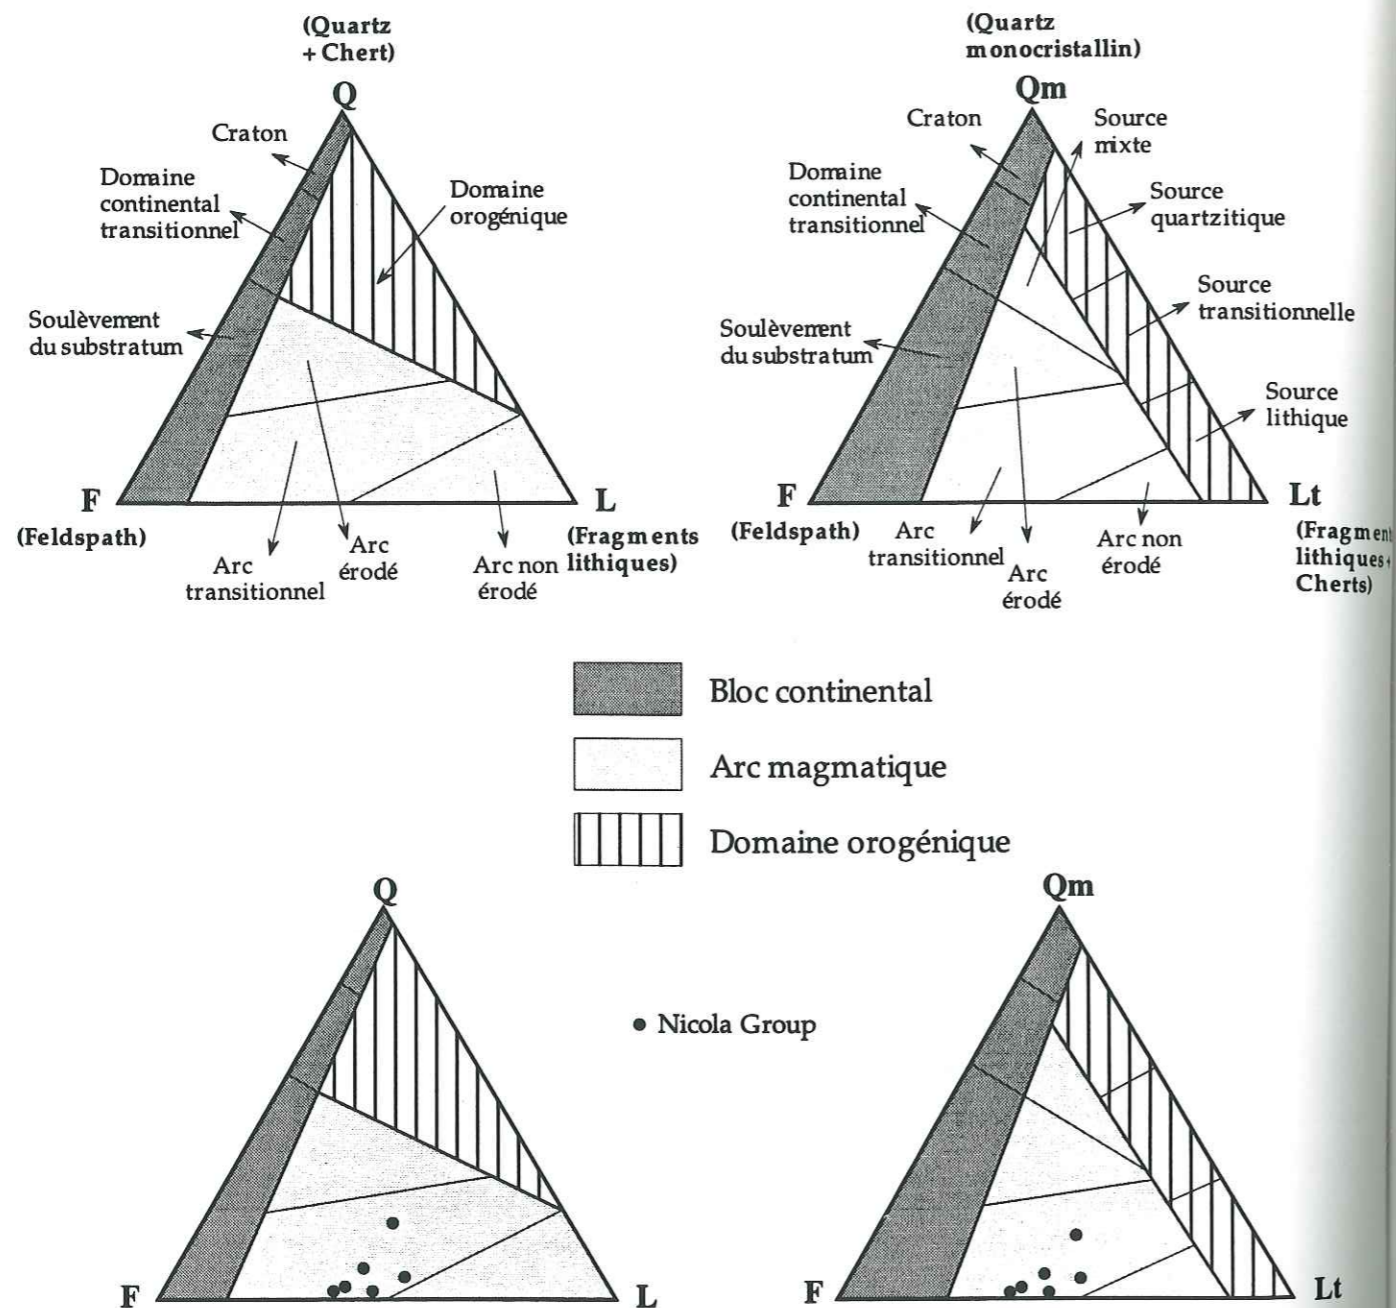 (Quartz
+ Chert)
Q
Craton
Domaine
continental
transitionnel
Domaine
orogénique
Soulèvement
du substratum
F
(Feldspath)
L
(Fragments
lithiques)
Arc
transitionnel
Arc
érodé
Arc non
érodé
(Quartz
monocristallin)
Qm
Craton
Source
mixte
Domaine
continental
transitionnel
Source
quartzitique
Source
transitionnelle
Soulèvement
du substratum
Source
lithique
F
(Feldspath)
Lt
(Fragment
lithiques +
Cherts)
Arc
transitionnel
Arc
érodé
Arc non
érodé
Bloc continental
Arc magmatique
Domaine orogénique
Q
F
L
Nicola Group
Qm
F
Lt